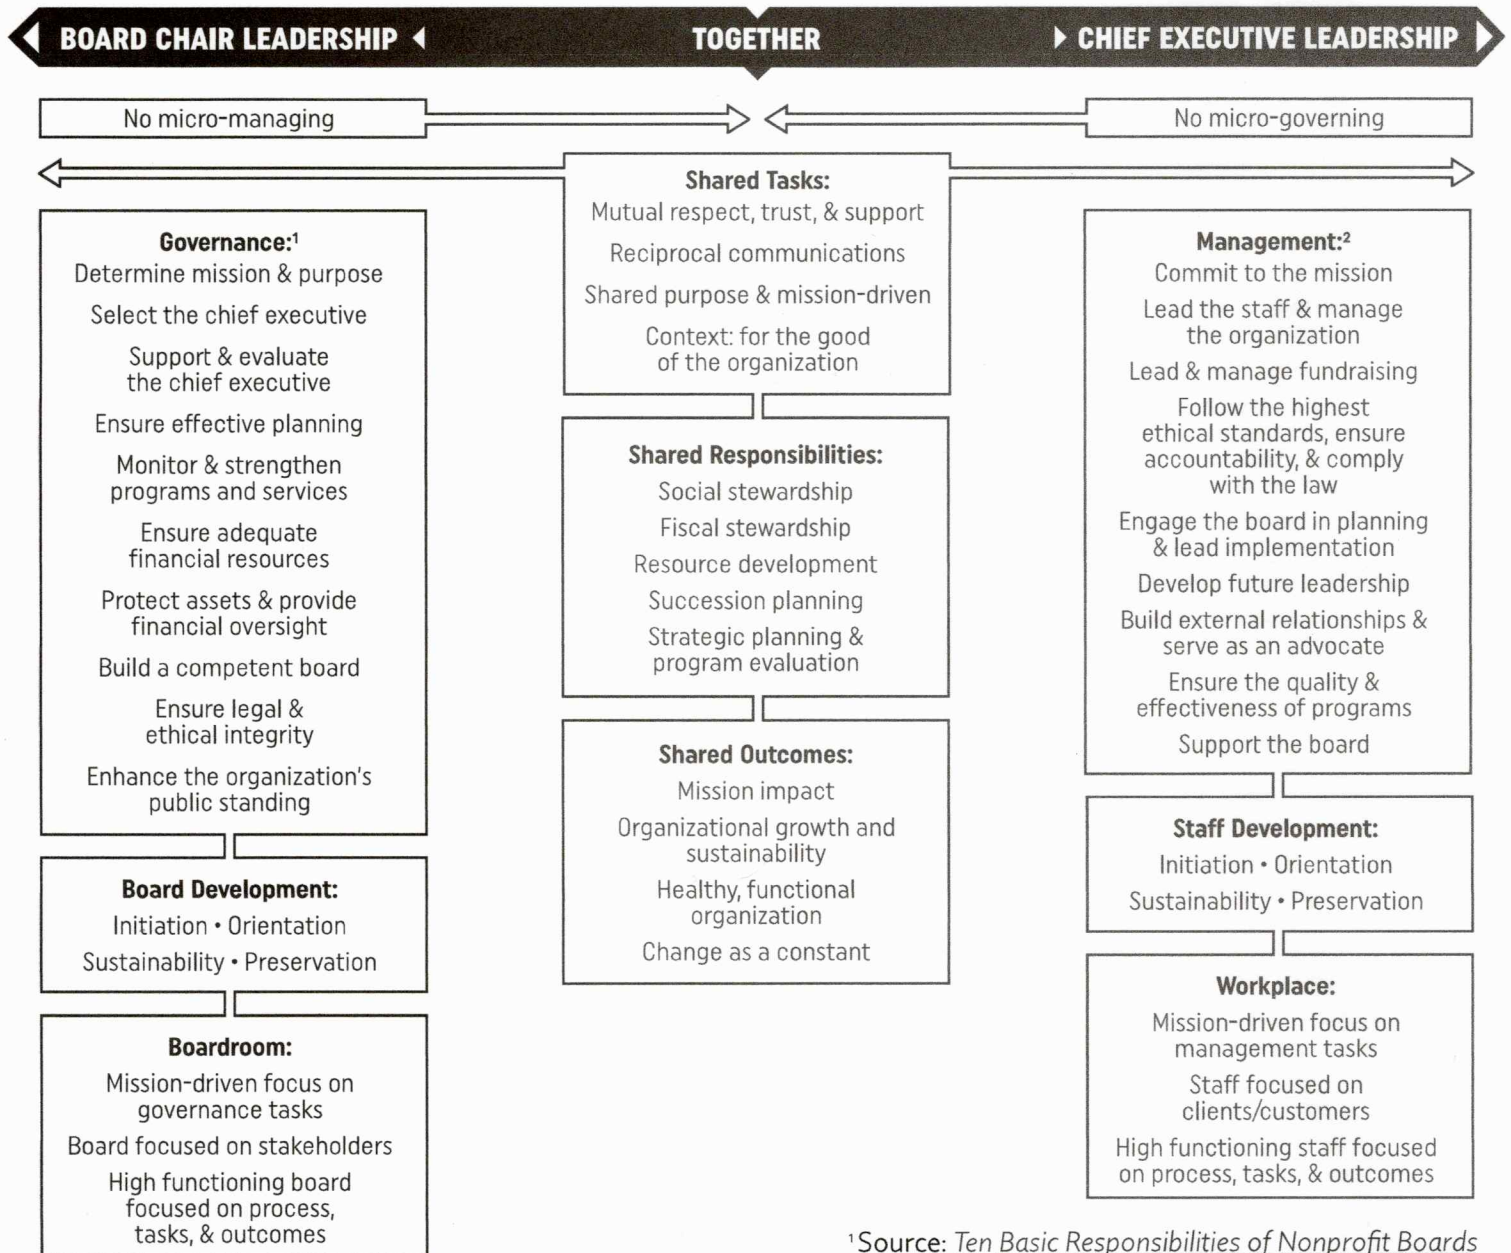 BOARD CHAIR LEADERSHIP
TOGETHER
CHIEF EXECUTIVE LEADERSHIP
No micro-managing
No micro-governing
Governance:¹
Determine mission & purpose
Select the chief executive
Support & evaluate
the chief executive
Ensure effective planning
Monitor & strengthen
programs and services
Ensure adequate
financial resources
Protect assets & provide
financial oversight
Build a competent board
Ensure legal &
ethical integrity
Enhance the organization's
public standing
Board Development:
Initiation • Orientation
Sustainability • Preservation
Boardroom:
Mission-driven focus on
governance tasks
Board focused on stakeholders
High functioning board
focused on process,
tasks, & outcomes
Shared Tasks:
Mutual respect, trust, & support
Reciprocal communications
Shared purpose & mission-driven
Context: for the good
of the organization
Shared Responsibilities:
Social stewardship
Fiscal stewardship
Resource development
Succession planning
Strategic planning &
program evaluation
Shared Outcomes:
Mission impact
Organizational growth and
sustainability
Healthy, functional
organization
Change as a constant
Management:²
Commit to the mission
Lead the staff & manage
the organization
Lead & manage fundraising
Follow the highest
ethical standards, ensure
accountability, & comply
with the law
Engage the board in planning
& lead implementation
Develop future leadership
Build external relationships &
serve as an advocate
Ensure the quality &
effectiveness of programs
Support the board
Staff Development:
Initiation • Orientation
Sustainability • Preservation
Workplace:
Mission-driven focus on
management tasks
Staff focused on
clients/customers
High functioning staff focused
on process, tasks, & outcomes
¹ Source: Ten Basic Responsibilities of Nonprofit Boards